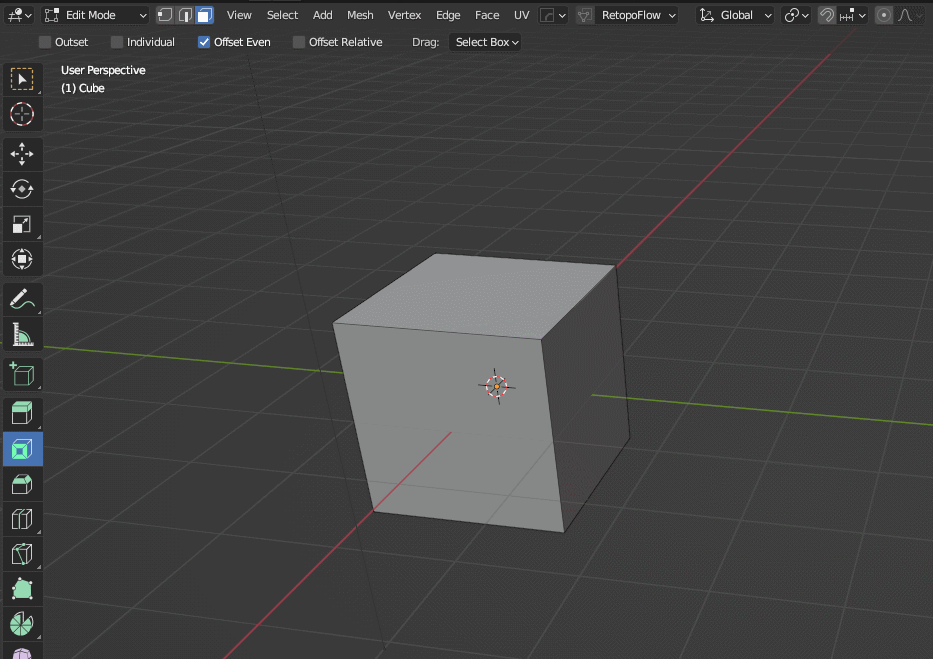 Edit Mode View Select Add Mesh Vertex Edge Face UV RetopoFlow Global
Outset Individual Offset Even Offset Relative Drag: Select Box
User Perspective
(1) Cube